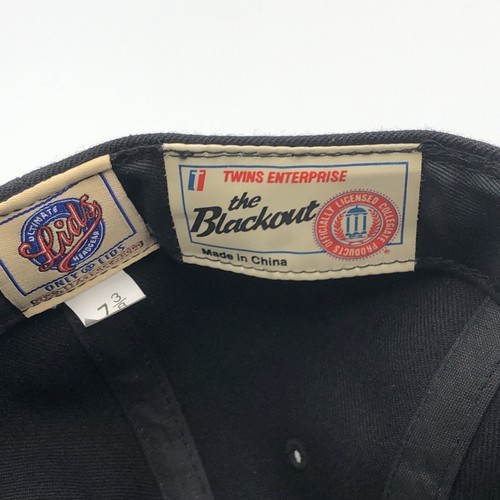 ULTIMATE
Lids
HEADGEAR
ONLY @ LIDS
7 3/8
TWINS ENTERPRISE
the
Blackout
Made in China
OFFICIALLY LICENSED COLLEGIATE PRODUCTS
®